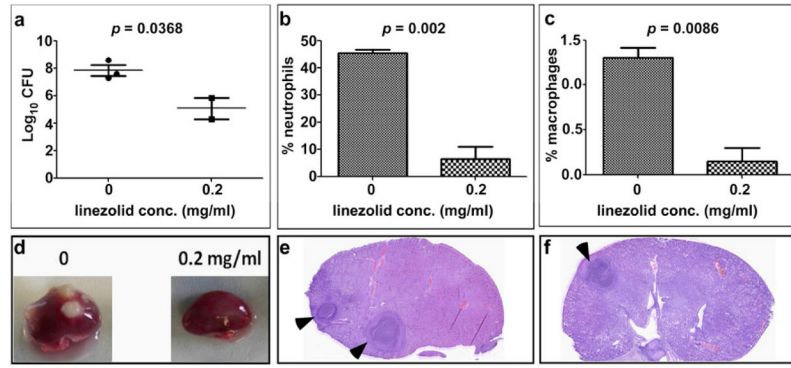 a
p = 0.0368
Log10 CFU
10
8
6
4
2
0
0 0.2
linezolid conc. (mg/ml)
b
p = 0.002
% neutrophils
50
40
30
20
10
0
0 0.2
linezolid conc. (mg/ml)
c
p = 0.0086
% macrophages
1.5
0.0
0.5
0.0
0 0.2
linezolid conc. (mg/ml)
d
0 0.2 mg/ml
e
f